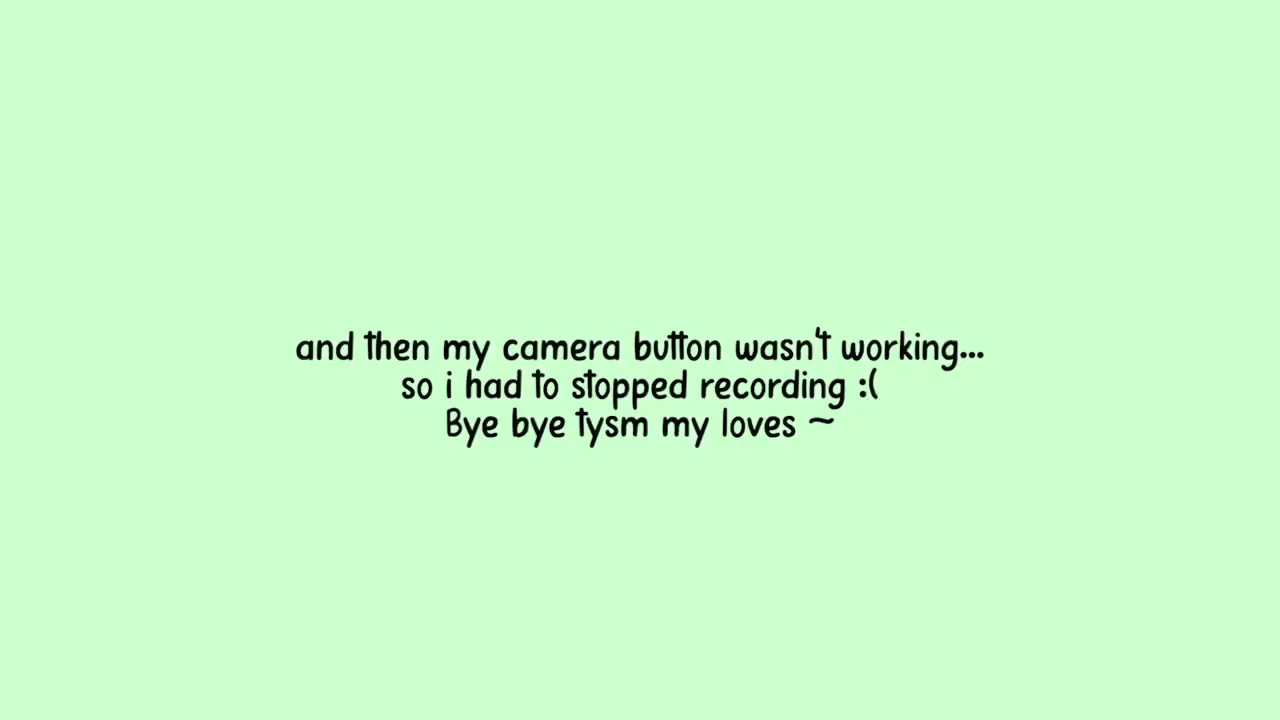 and then my camera button wasn't working...
so i had to stopped recording :(
Bye bye tysm my loves ~